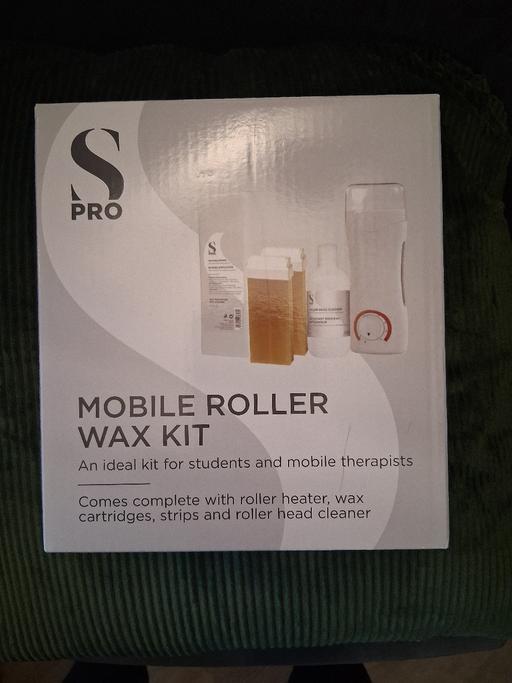 S
PRO
MOBILE ROLLER
WAX KIT
An ideal kit for students and mobile therapists
Comes complete with roller heater, wax
cartridges, strips and roller head cleaner